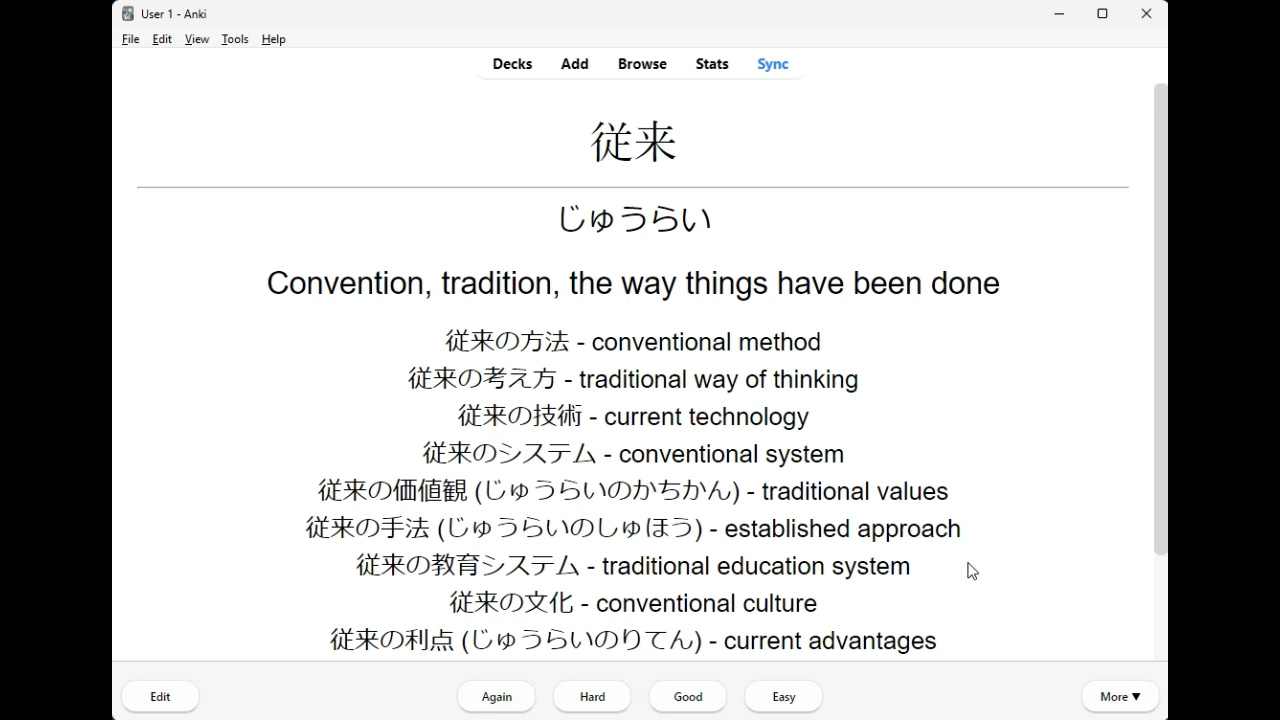 User 1 - Anki
File Edit View Tools Help
Decks Add Browse Stats Sync
従来
じゅうらい
Convention, tradition, the way things have been done
従来の方法 - conventional method
従来の考え方 - traditional way of thinking
従来の技術 - current technology
従来のシステム - conventional system
従来の価値観 (じゅうらいのかちかん) - traditional values
従来の手法 (じゅうらいのしゅほう) - established approach
従来の教育システム - traditional education system
従来の文化 - conventional culture
従来の利点 (じゅうらいのりてん) - current advantages
Edit Again Hard Good Easy More ▼